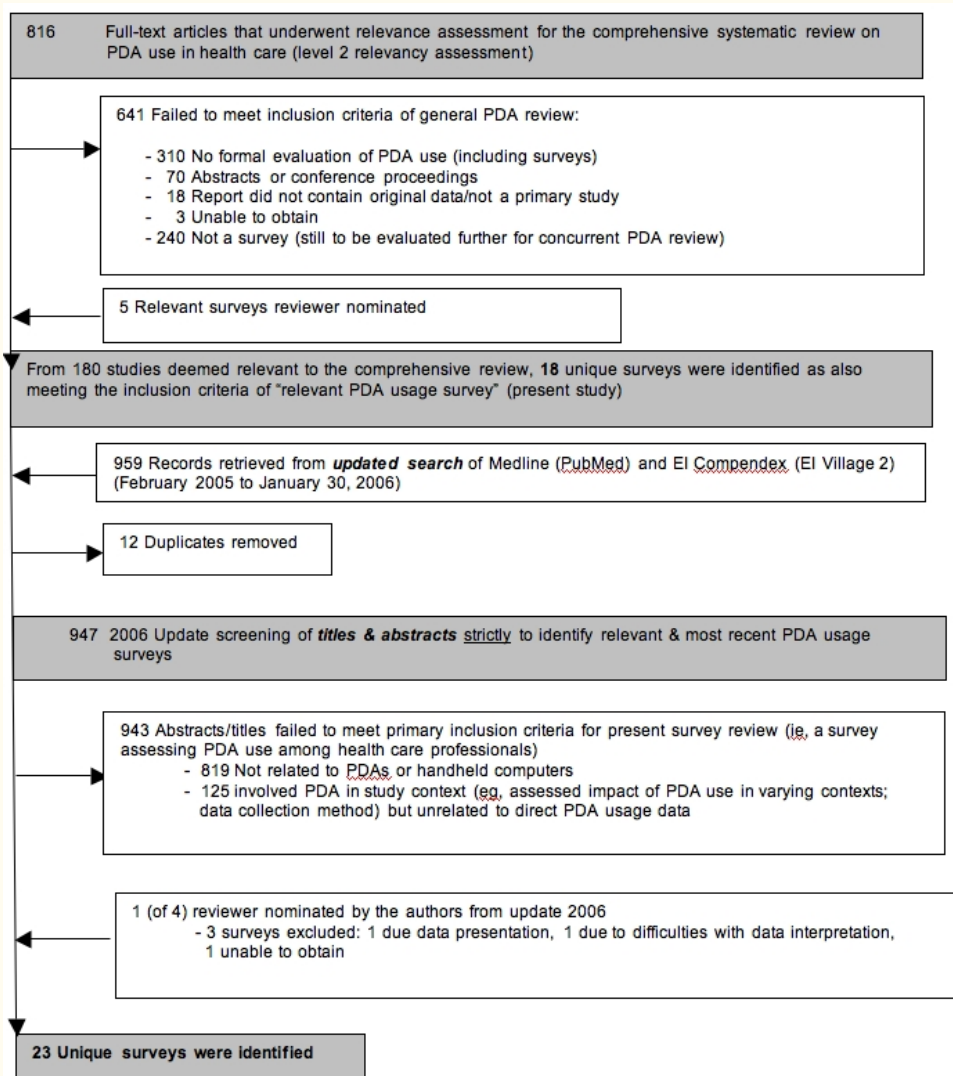 816 Full-text articles that underwent relevance assessment for the comprehensive systematic review on
PDA use in health care (level 2 relevancy assessment)
641 Failed to meet inclusion criteria of general PDA review:
- 310 No formal evaluation of PDA use (including surveys)
- 70 Abstracts or conference proceedings
- 18 Report did not contain original data/not a primary study
- 3 Unable to obtain
- 240 Not a survey (still to be evaluated further for concurrent PDA review)
5 Relevant surveys reviewer nominated
From 180 studies deemed relevant to the comprehensive review, 18 unique surveys were identified as also
meeting the inclusion criteria of “relevant PDA usage survey” (present study)
959 Records retrieved from updated search of Medline (PubMed) and EI Compendex (EI Village 2)
(February 2005 to January 30, 2006)
12 Duplicates removed
947 2006 Update screening of titles & abstracts strictly to identify relevant & most recent PDA usage
surveys
943 Abstracts/titles failed to meet primary inclusion criteria for present survey review (ie, a survey
assessing PDA use among health care professionals)
- 819 Not related to PDAs or handheld computers
- 125 involved PDA in study context (eg, assessed impact of PDA use in varying contexts;
data collection method) but unrelated to direct PDA usage data
1 (of 4) reviewer nominated by the authors from update 2006
- 3 surveys excluded: 1 due data presentation, 1 due to difficulties with data interpretation,
1 unable to obtain
23 Unique surveys were identified